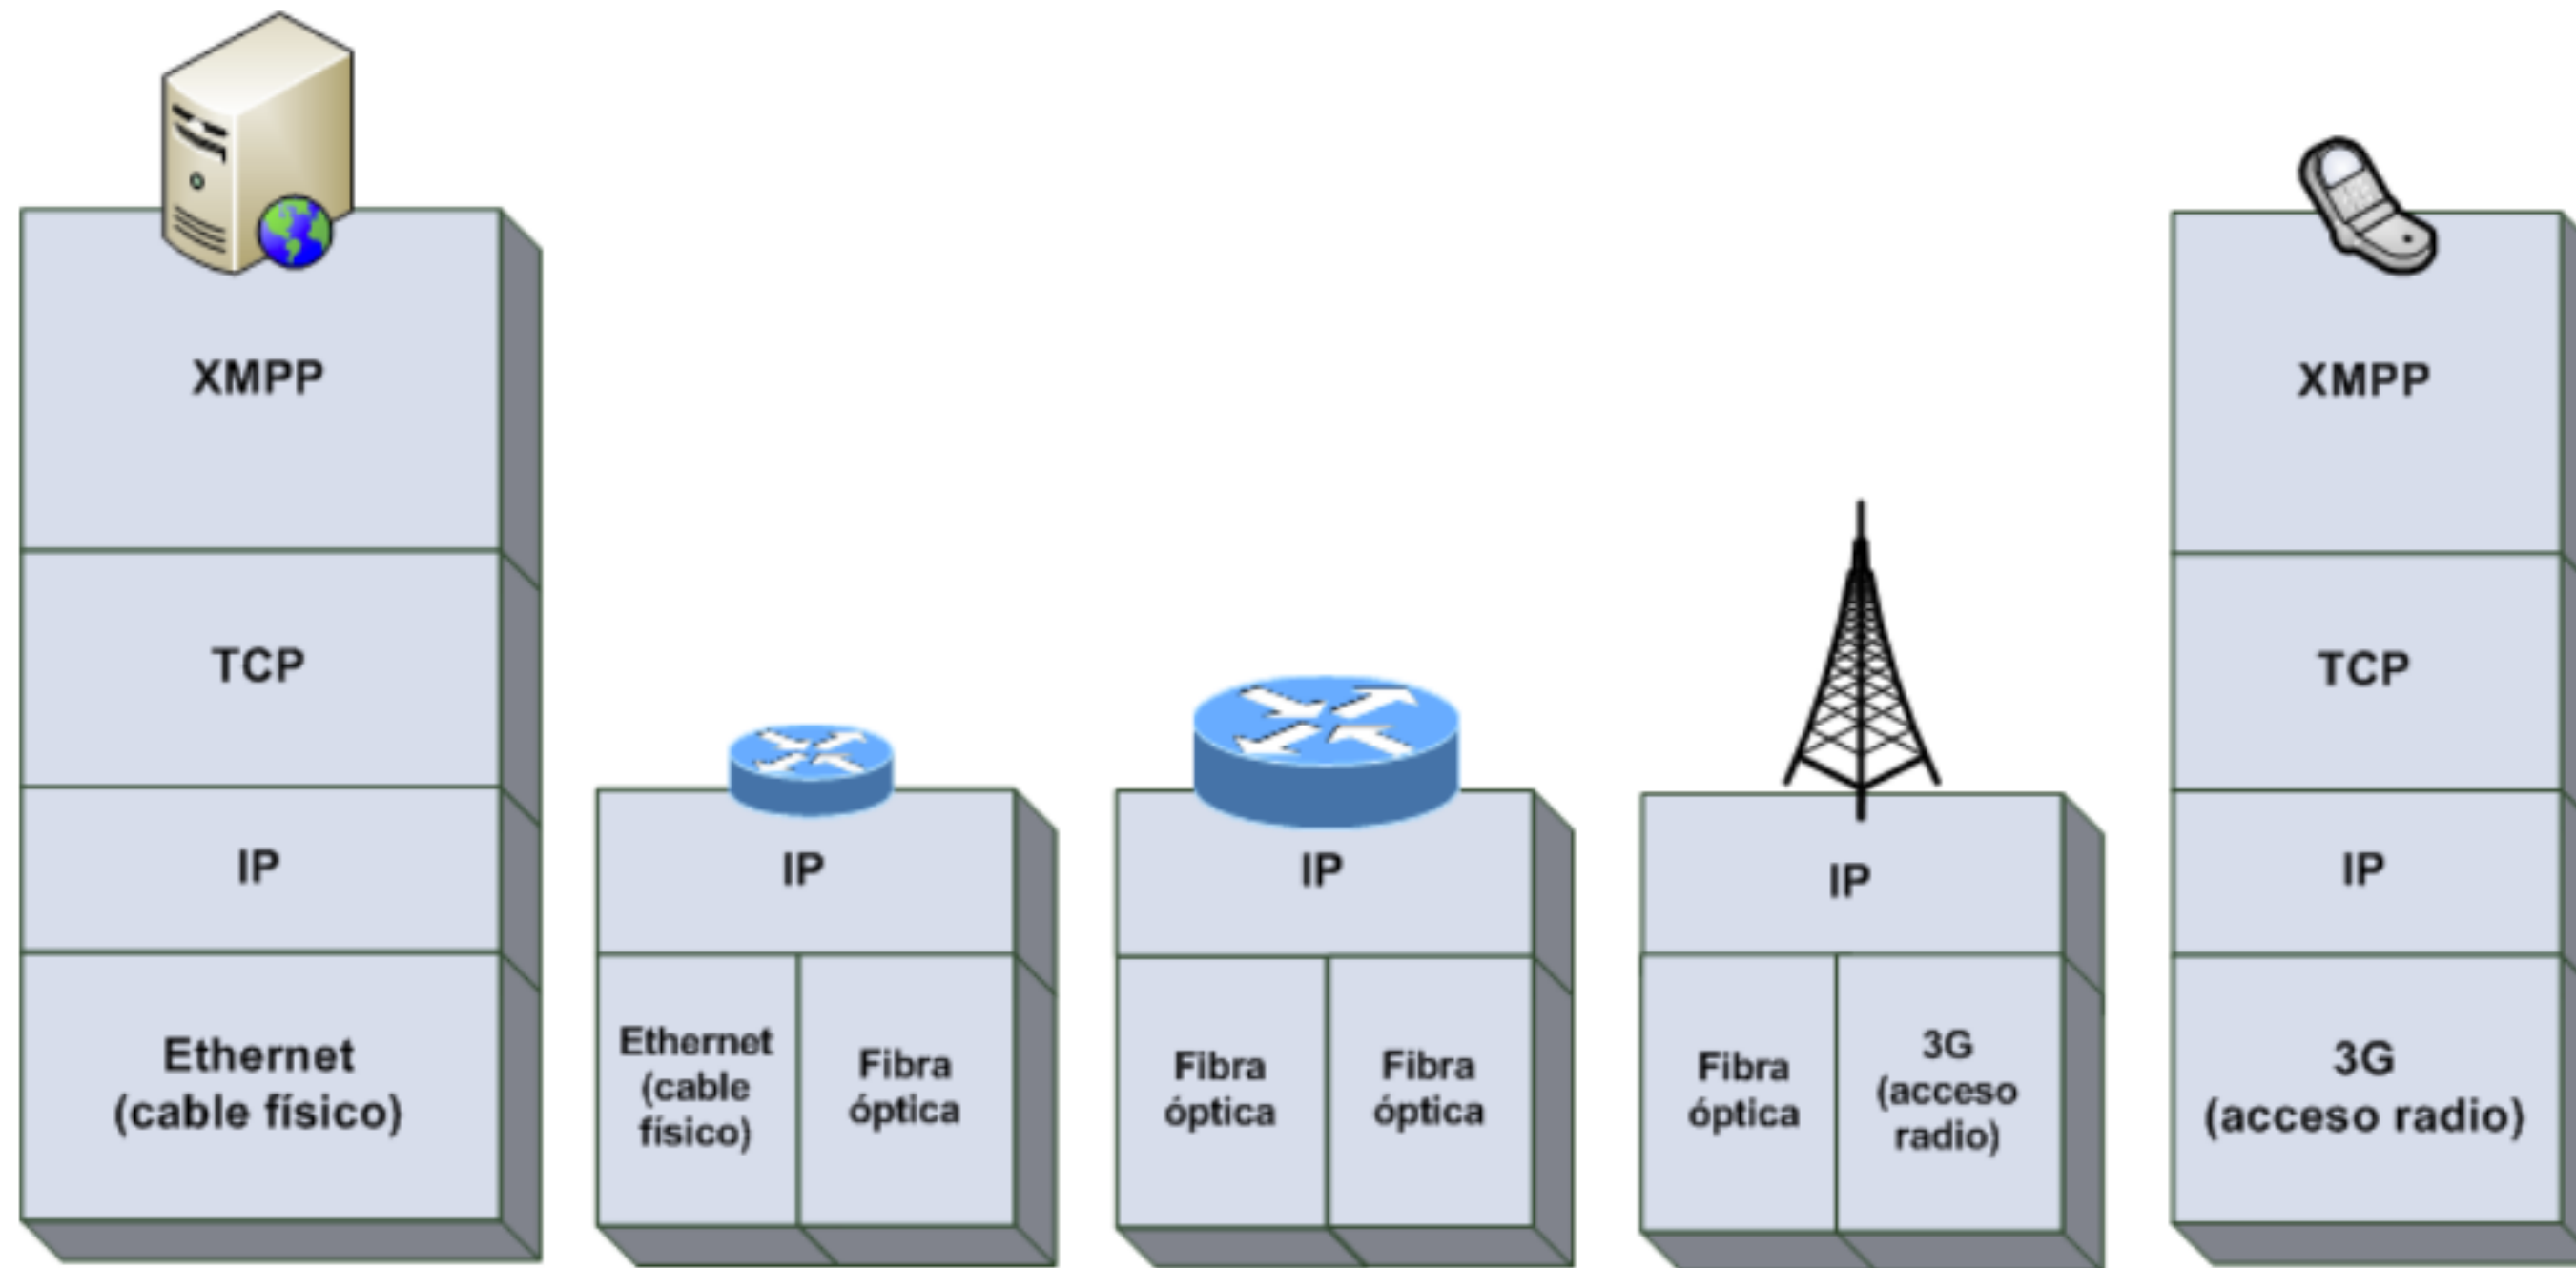 XMPP
TCP
IP
Ethernet
(cable físico)
IP
Ethernet
(cable
físico)
Fibra
óptica
IP
Fibra
óptica
Fibra
óptica
IP
Fibra
óptica
3G
(acceso
radio)
XMPP
TCP
IP
3G
(acceso radio)